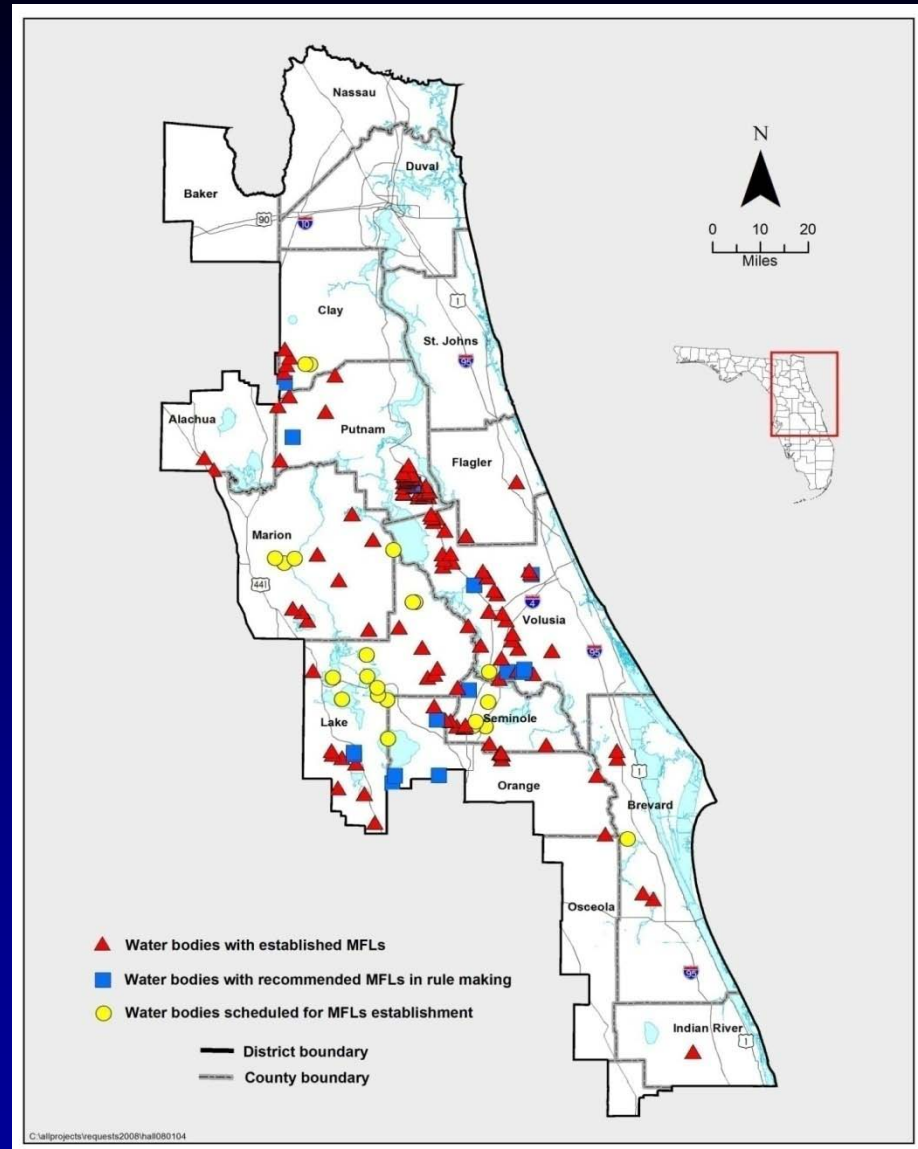 Nassau
Duval
Baker
90
10
N
0 10 20
Miles
Clay
1
St. Johns
95
Alachua
Putnam
Flagler
Marion
441
4
Volusia
95
Lake
Seminole
Orange
1
Brevard
Osceola
95
Indian River
1
Water bodies with established MFLs
Water bodies with recommended MFLs in rule making
Water bodies scheduled for MFLs establishment
District boundary
County boundary
C:\allprojects\requests2008\hall080104